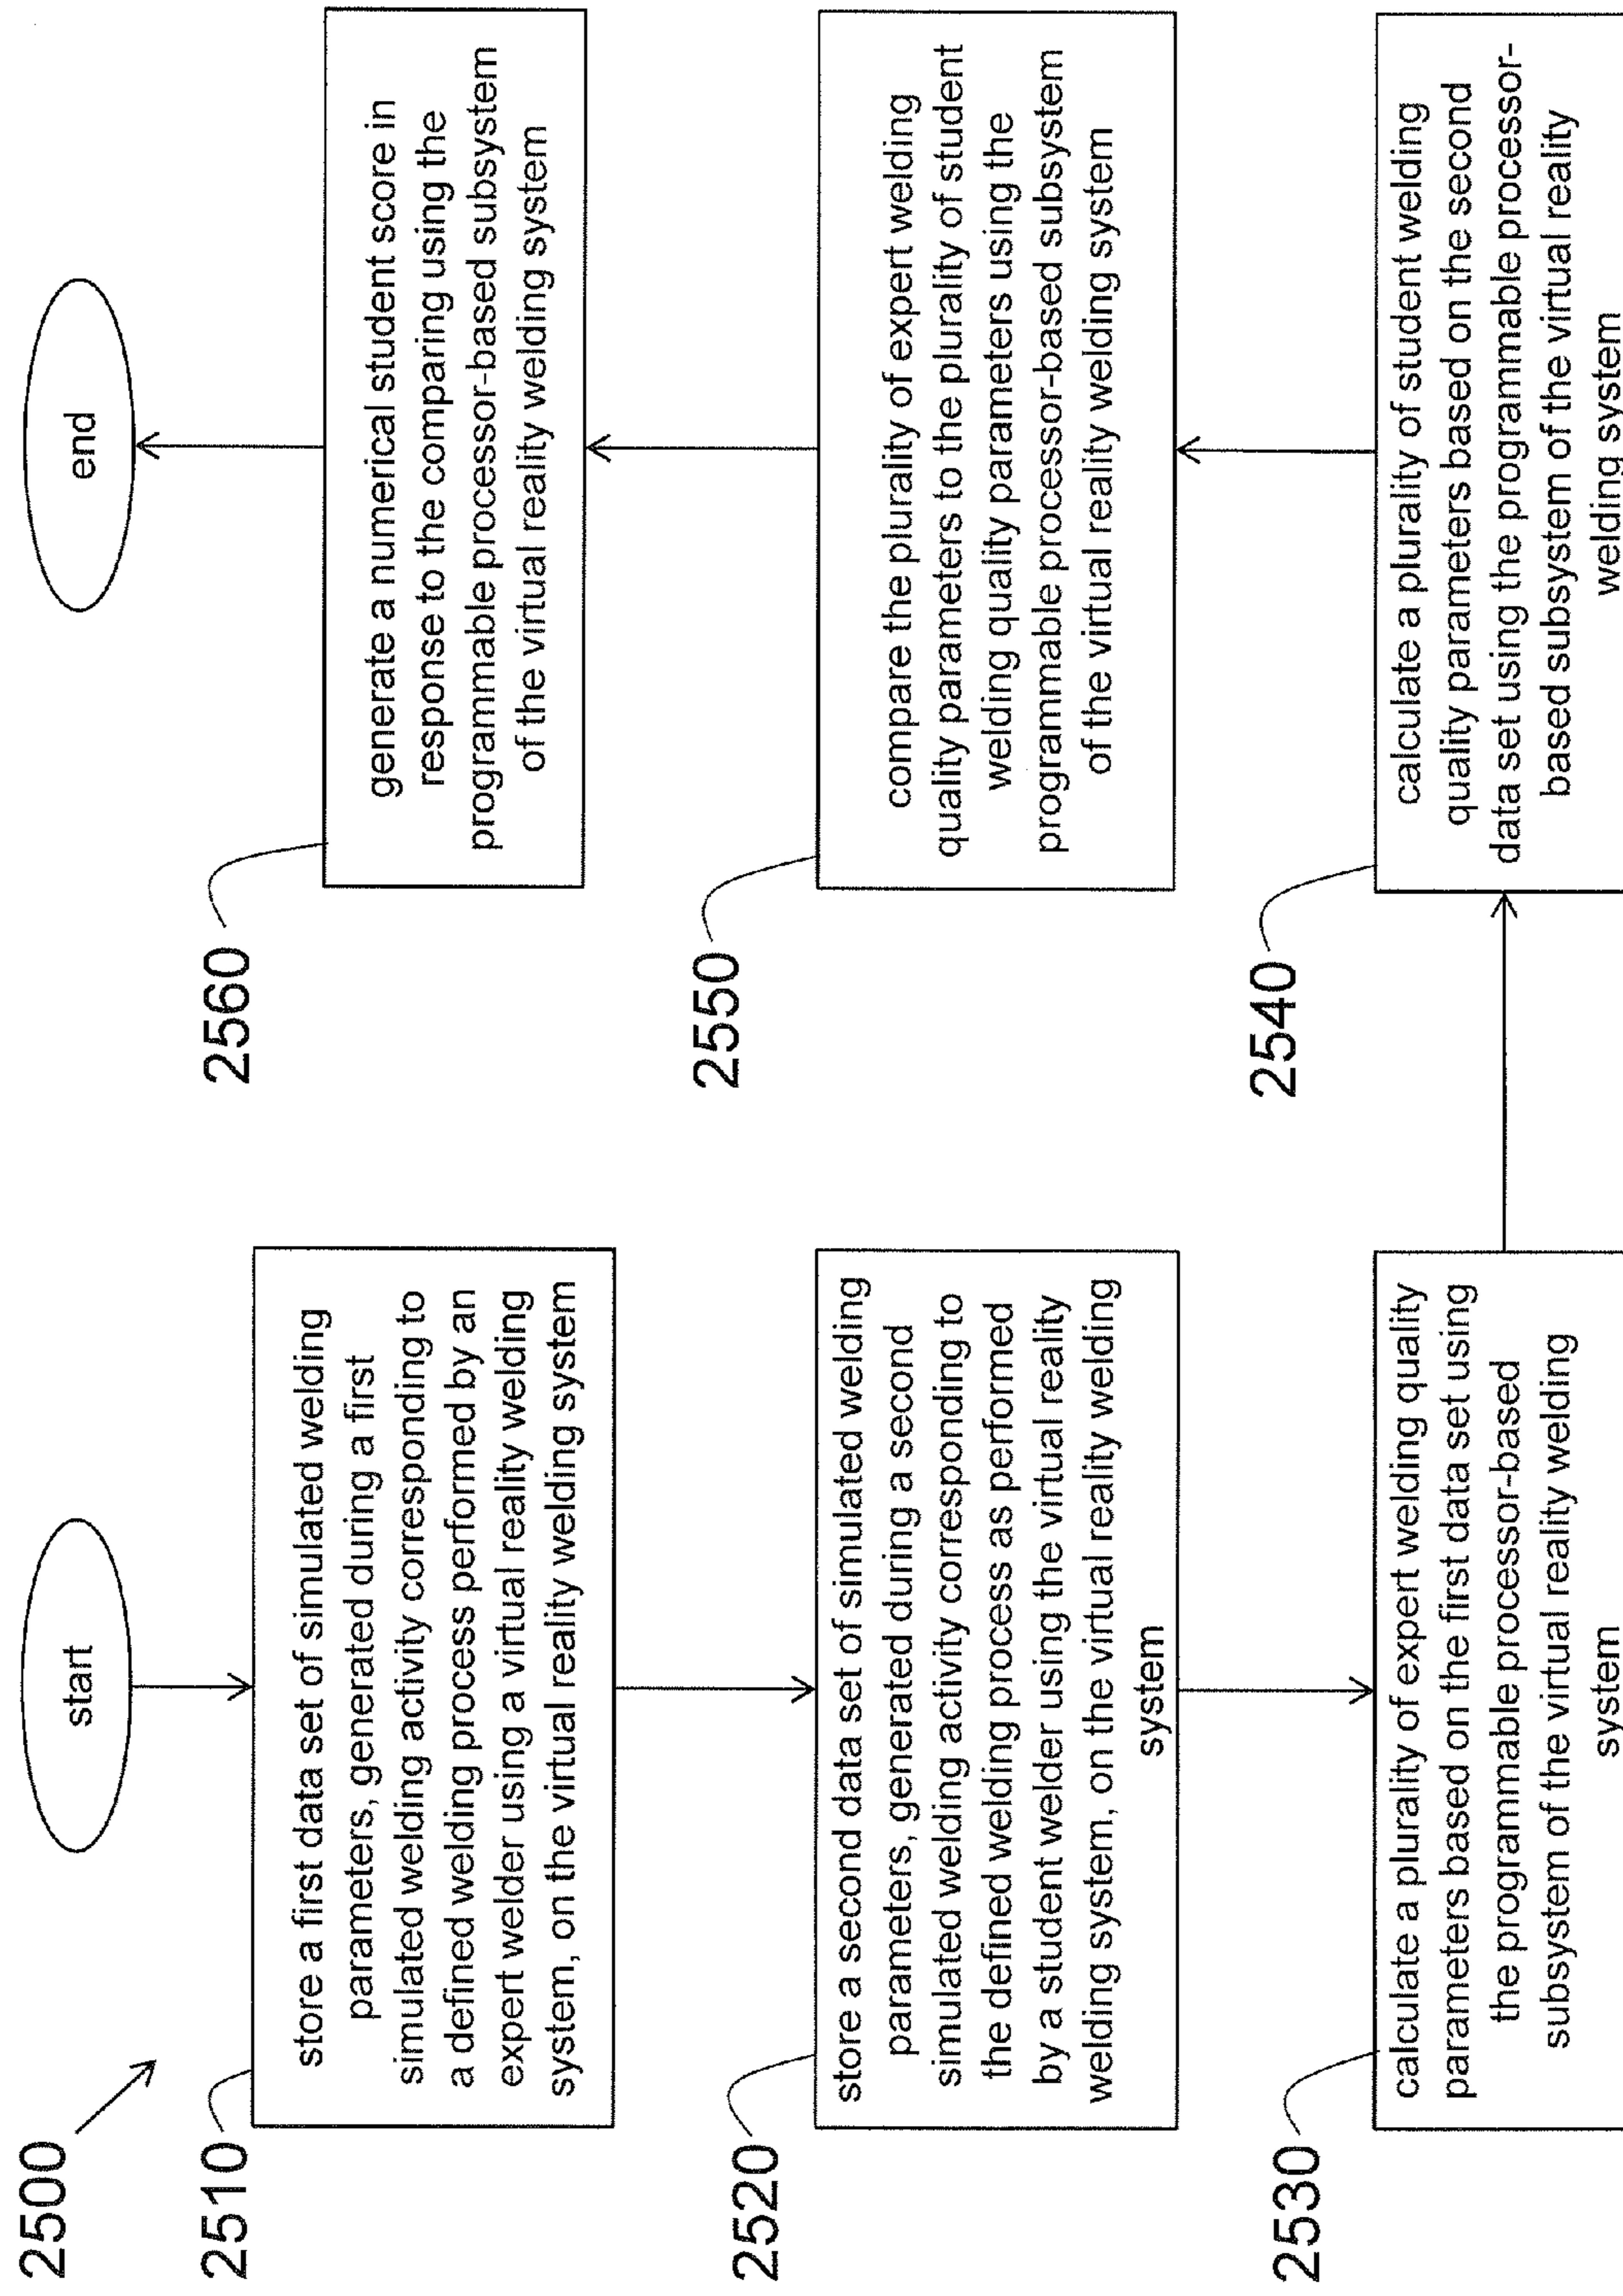 2500
start
2510
store a first data set of simulated welding
parameters, generated during a first
simulated welding activity corresponding to
a defined welding process performed by an
expert welder using a virtual reality welding
system, on the virtual reality welding system
2520
store a second data set of simulated welding
parameters, generated during a second
simulated welding activity corresponding to
the defined welding process as performed
by a student welder using the virtual reality
welding system, on the virtual reality welding
system
2530
calculate a plurality of expert welding quality
parameters based on the first data set using
the programmable processor-based
subsystem of the virtual reality welding
system
2540
calculate a plurality of student welding
quality parameters based on the second
data set using the programmable processor-
based subsystem of the virtual reality
welding system
2550
compare the plurality of expert welding
quality parameters to the plurality of student
welding quality parameters using the
programmable processor-based subsystem
of the virtual reality welding system
2560
generate a numerical student score in
response to the comparing using the
programmable processor-based subsystem
of the virtual reality welding system
end